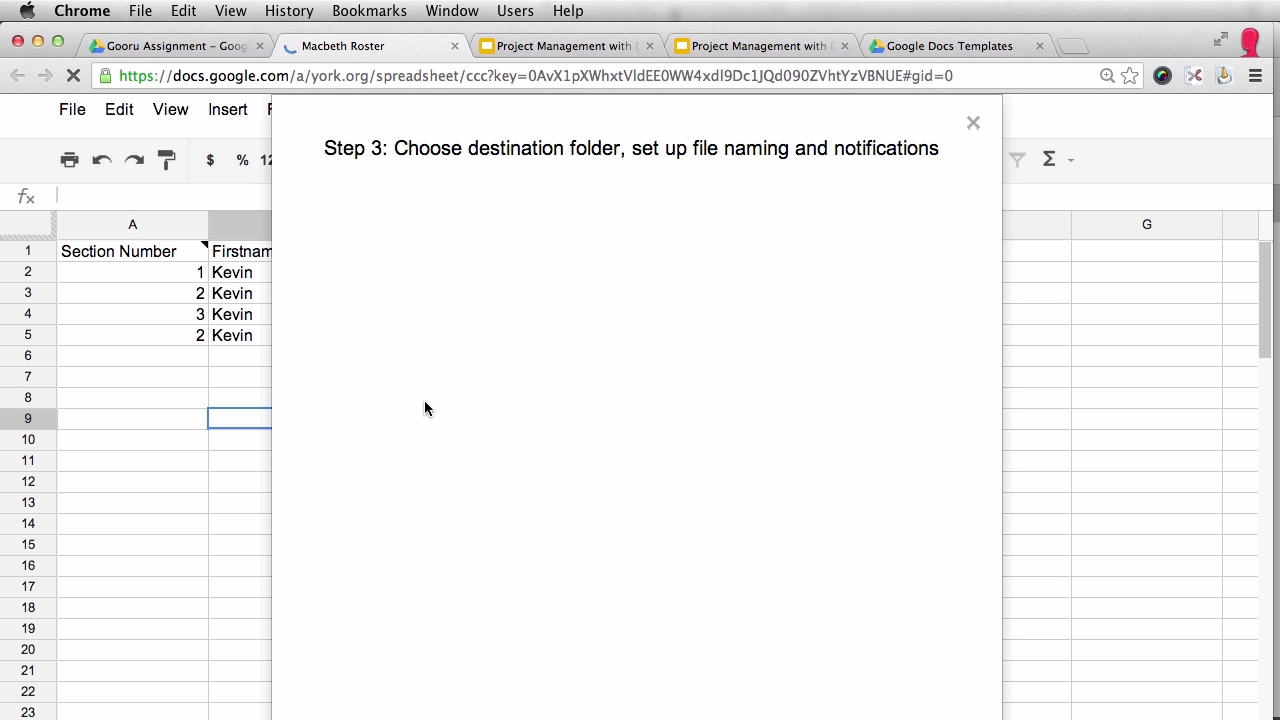 Chrome File Edit View History Bookmarks Window Users Help
Gooru Assignment - Goog Macbeth Roster Project Management with Project Management with Google Docs Templates
https://docs.google.com/a/york.org/spreadsheet/ccc?key=0AvX1pXWhxtVldEE0WW4xdl9Dc1JQd090ZVhtYzVBNUE#gid=0
File Edit View Insert F
Step 3: Choose destination folder, set up file naming and notifications
$ % 12 Σ
fx
A G
1 Section Number Firstnam
2 1 Kevin
3 2 Kevin
4 3 Kevin
5 2 Kevin
6
7
8
9
10
11
12
13
14
15
16
17
18
19
20
21
22
23